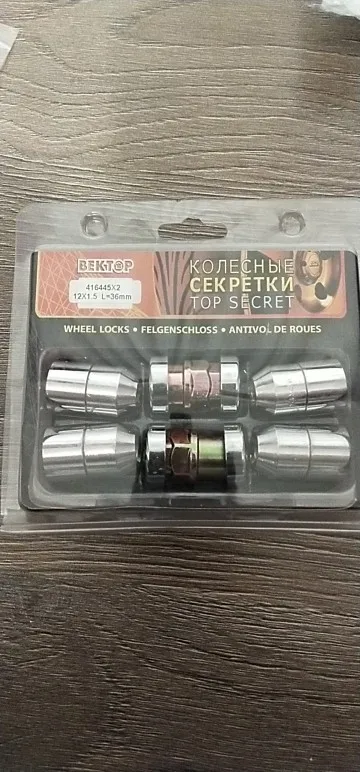 ВЕКТОР
416445X2
12X1.5 L=36mm
КОЛЕСНЫЕ
СЕКРЕТКИ
TOP SECRET
WHEEL LOCKS • FELGENSCHLOSS • ANTIVOL DE ROUES